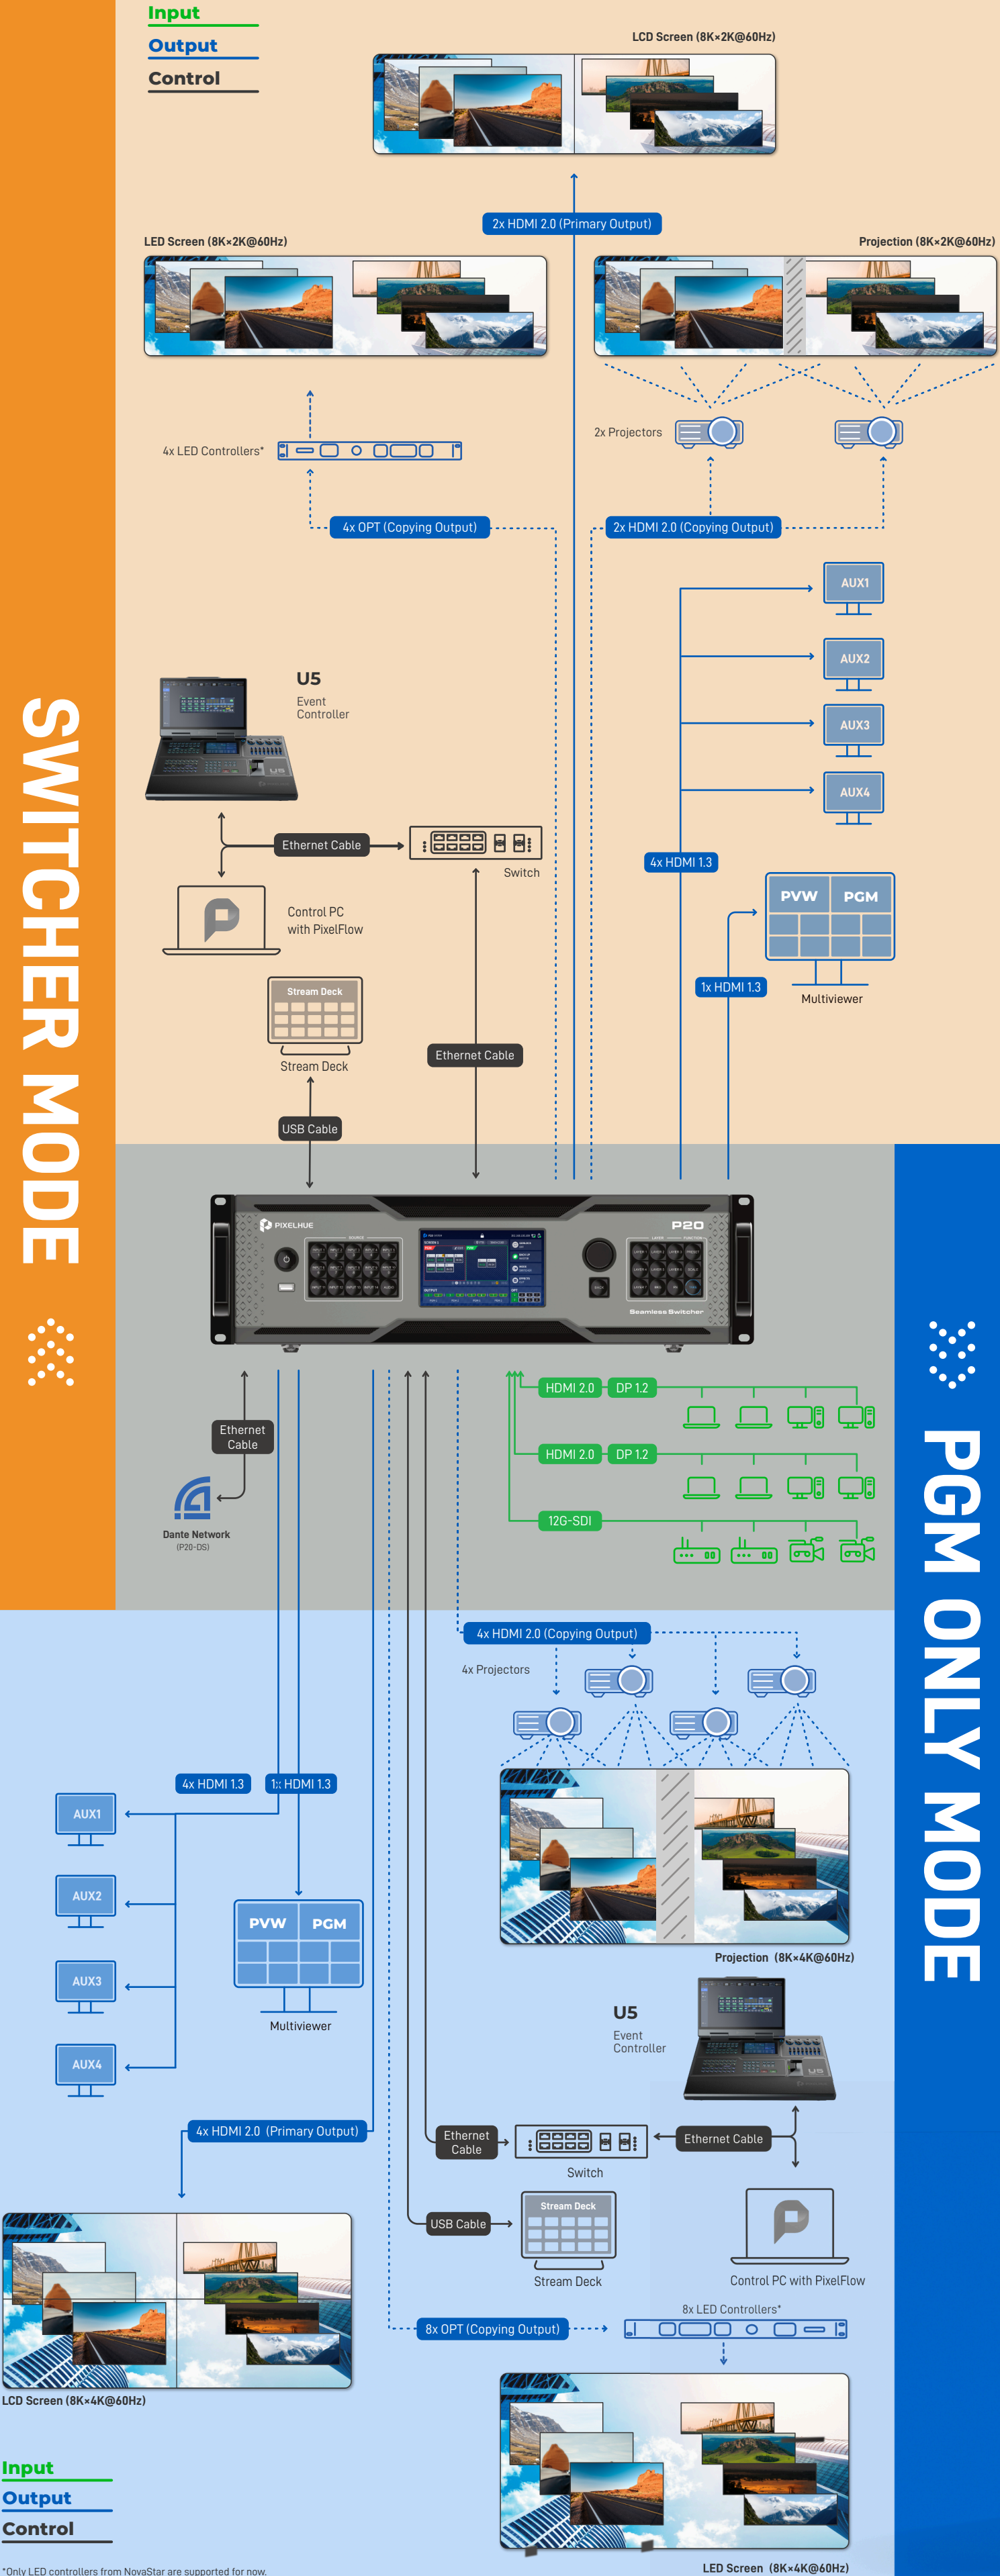 Input
Output
Control
LCD Screen (8K×2K@60Hz)
2x HDMI 2.0 (Primary Output)
LED Screen (8K×2K@60Hz)
Projection (8K×2K@60Hz)
4x LED Controllers*
2x Projectors
4x OPT (Copying Output)
2x HDMI 2.0 (Copying Output)
AUX1
AUX2
AUX3
AUX4
U5
Event
Controller
U5
Ethernet Cable
Switch
4x HDMI 1.3
Control PC
with PixelFlow
PVW
PGM
1x HDMI 1.3
Multiviewer
Stream Deck
Stream Deck
Ethernet Cable
USB Cable
SWITCHER MODE
PIXELHUE
P20
Seamless Switcher
HDMI 2.0
DP 1.2
Ethernet
Cable
HDMI 2.0
DP 1.2
12G-SDI
Dante Network
(P20-DS)
PGM ONLY MODE
4x HDMI 2.0 (Copying Output)
4x Projectors
4x HDMI 1.3
1:: HDMI 1.3
AUX1
AUX2
AUX3
AUX4
PVW
PGM
Multiviewer
Projection (8K×4K@60Hz)
U5
Event
Controller
U5
4x HDMI 2.0 (Primary Output)
Ethernet
Cable
Ethernet Cable
Switch
Stream Deck
USB Cable
Stream Deck
Control PC with PixelFlow
8x LED Controllers*
8x OPT (Copying Output)
LCD Screen (8K×4K@60Hz)
Input
Output
Control
*Only LED controllers from NovaStar are supported for now.
LED Screen (8K×4K@60Hz)